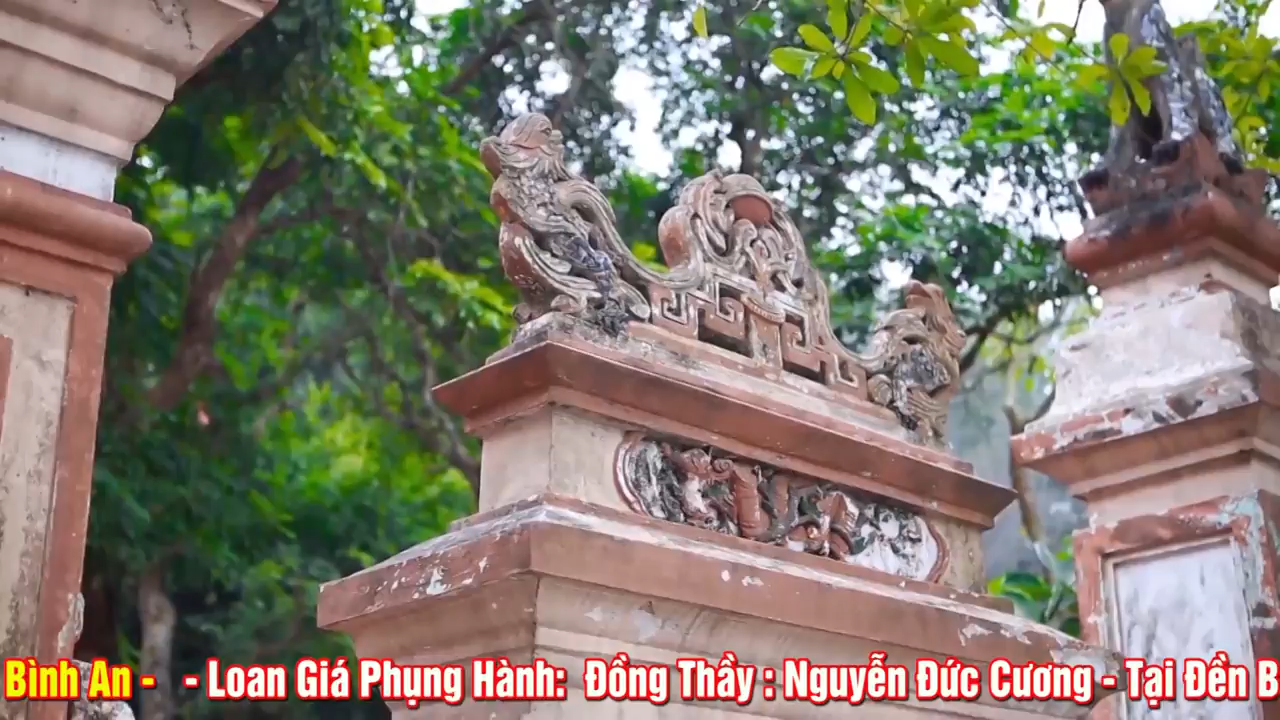 Bình An - - Loan Giá Phụng Hành: Đồng Thầy : Nguyễn Đức Cương - Tại Đền B